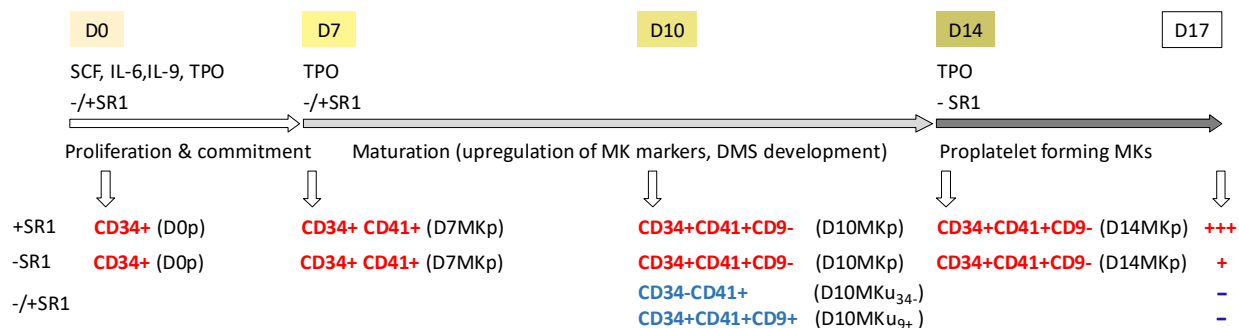 D0 D7 D10 D14 D17
SCF, IL-6,IL-9, TPO TPO TPO
-/+SR1 -/+SR1 - SR1
Proliferation & commitment Maturation (upregulation of MK markers, DMS development) Proplatelet forming MKs
+SR1 CD34+ (D0p) CD34+ CD41+ (D7MKp) CD34+CD41+CD9- (D10MKp) CD34+CD41+CD9- (D14MKp) +++
-SR1 CD34+ (D0p) CD34+ CD41+ (D7MKp) CD34+CD41+CD9- (D10MKp) CD34+CD41+CD9- (D14MKp) +
-/+SR1 CD34-CD41+ (D10MKu34-) –
CD34+CD41+CD9+ (D10MKu9+ ) –